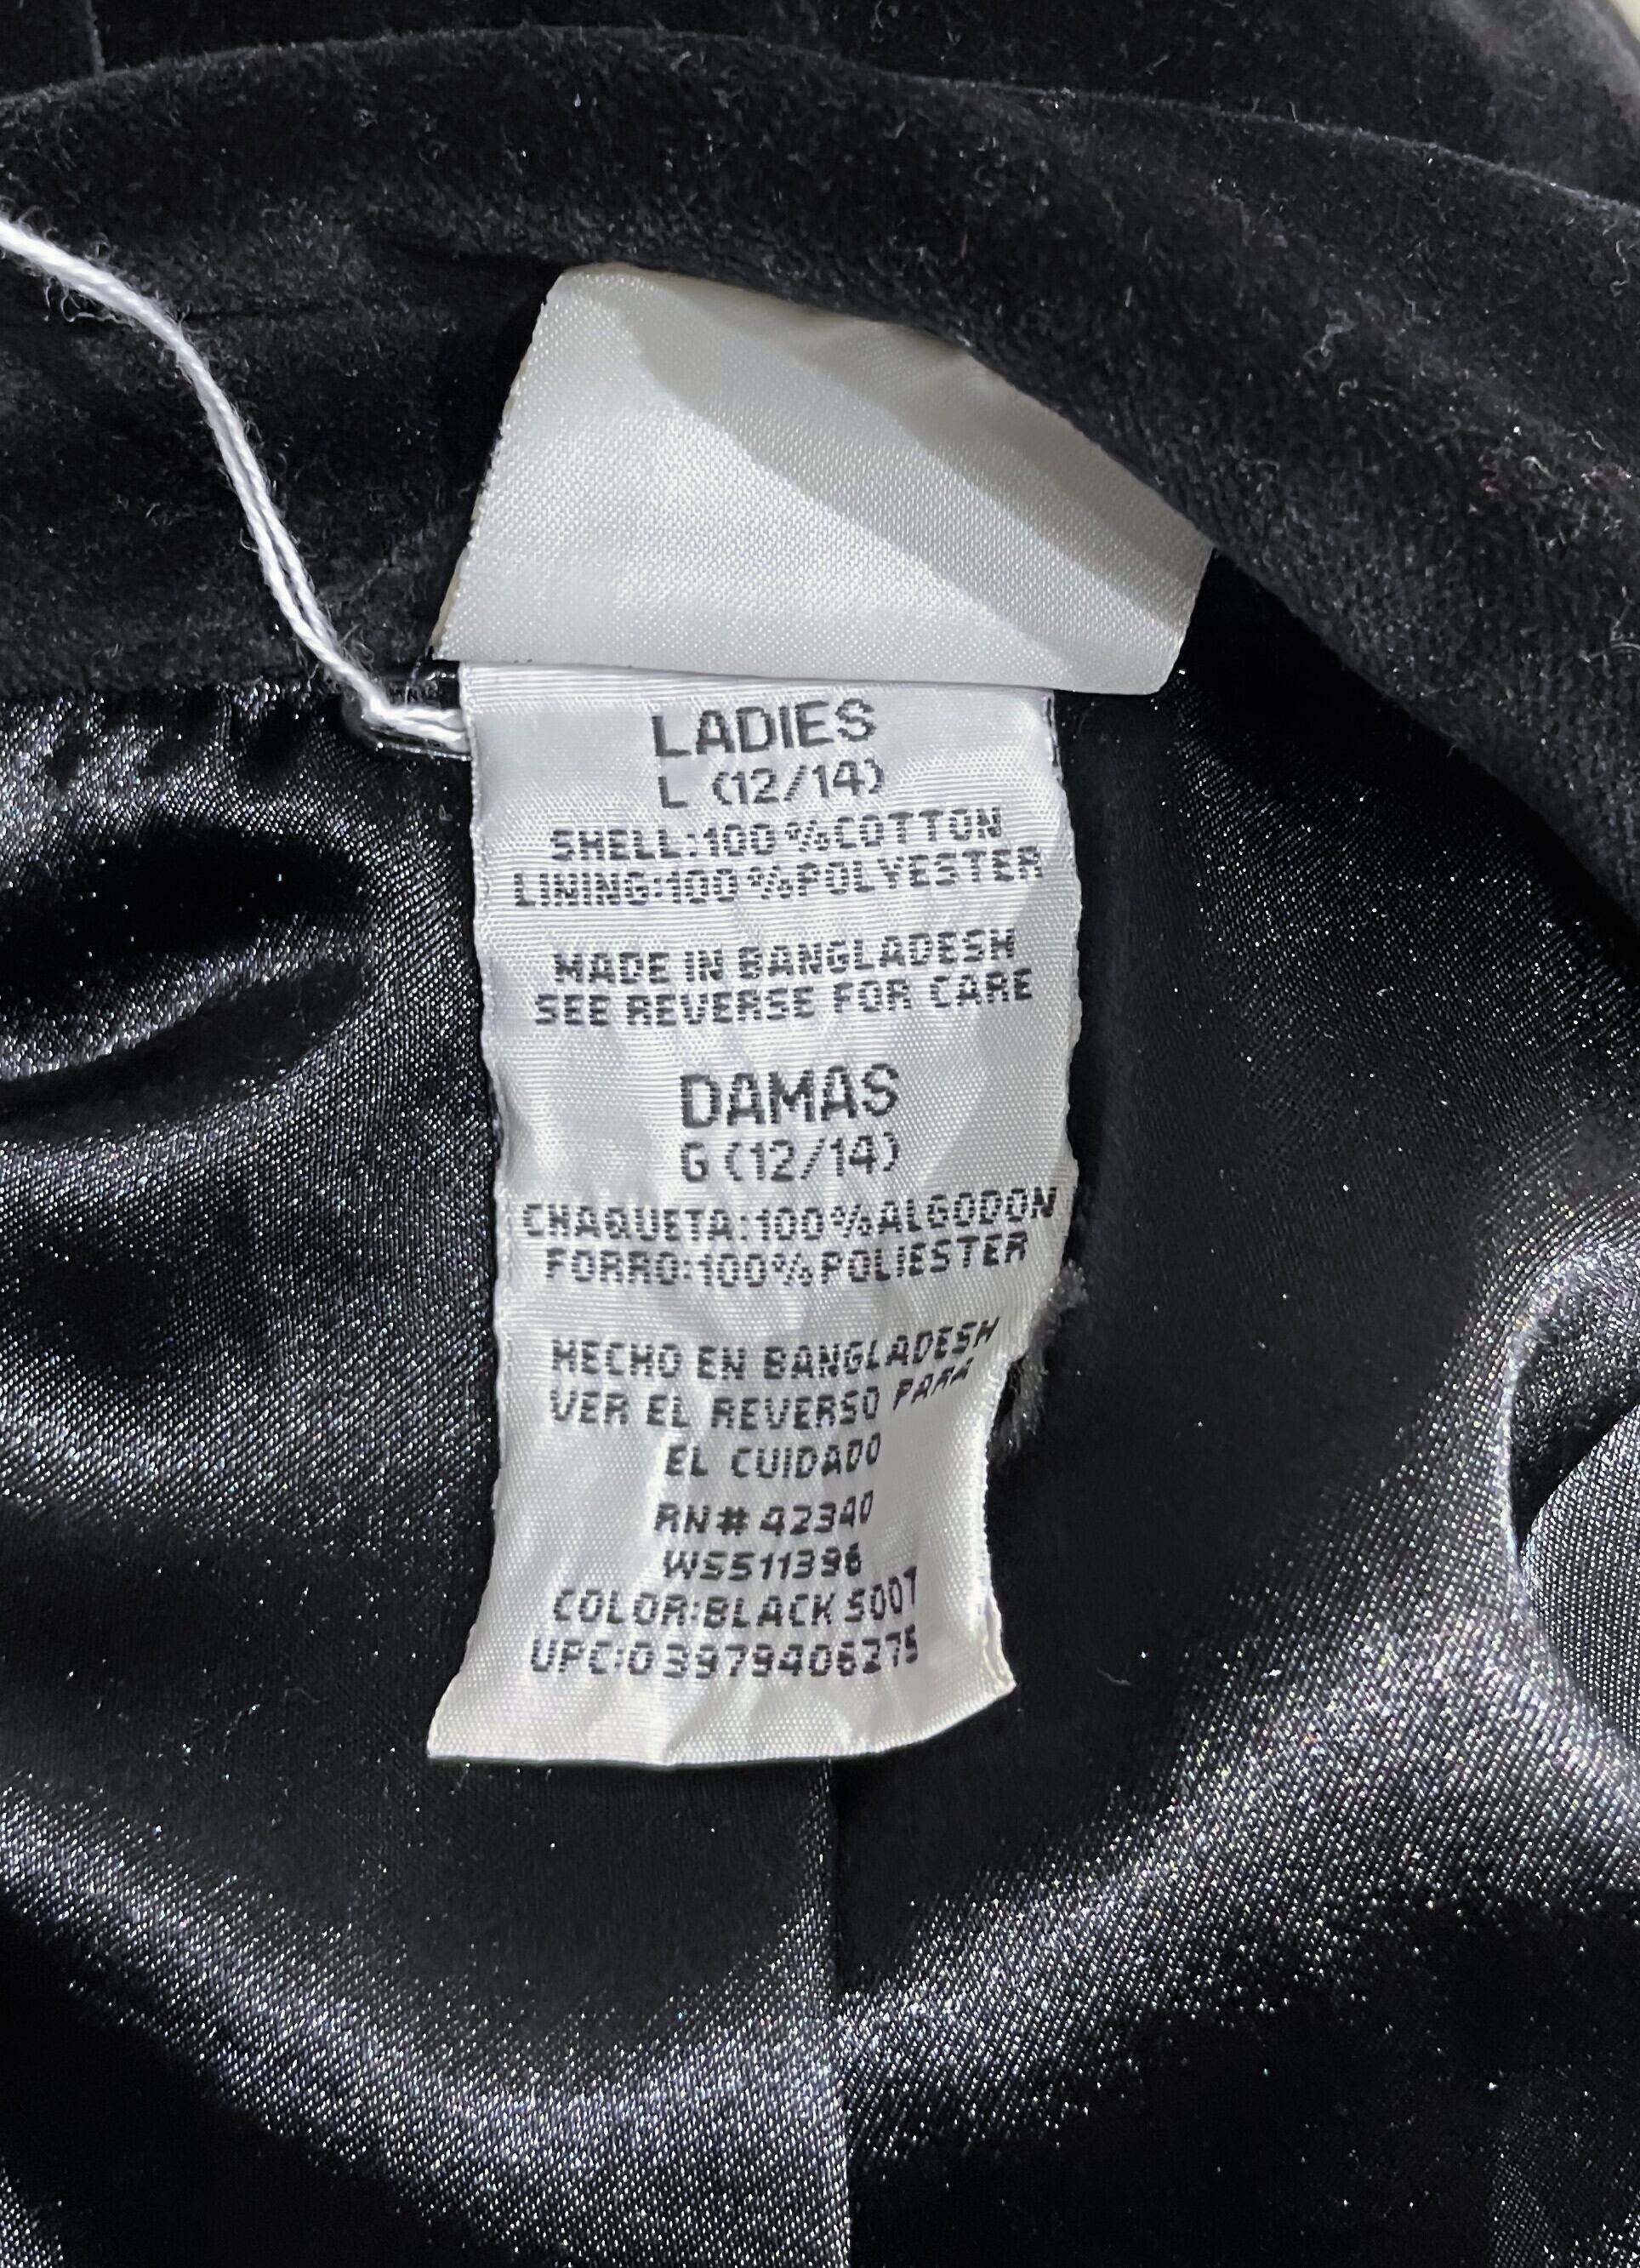 LADIES
L (12/14)
SHELL:100%COTTON
LINING:100%POLYESTER
MADE IN BANGLADESH
SEE REVERSE FOR CARE
DAMAS
G (12/14)
CHAQUETA:100%ALGODON
FORRO:100%POLIESTER
HECHO EN BANGLADESH
VER EL REVERSO PARA
EL CUIDADO
RN# 42340
WS511396
COLOR:BLACK SOOT
UPC:03979406275